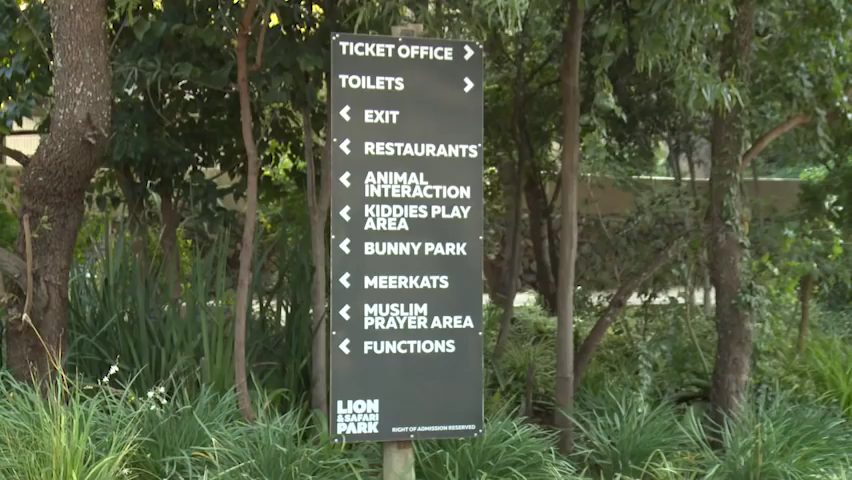 TICKET OFFICE
TOILETS
EXIT
RESTAURANTS
ANIMAL
INTERACTION
KIDDIES PLAY
AREA
BUNNY PARK
MEERKATS
MUSLIM
PRAYER AREA
FUNCTIONS
LION
& SAFARI
PARK
RIGHT OF ADMISSION RESERVED